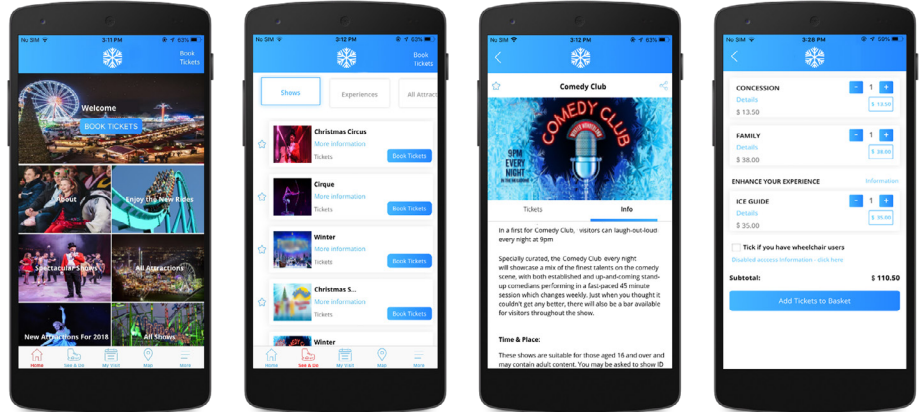 No SIM 3:11 PM 63%
Book
Tickets
Welcome
BOOK TICKETS
About
Enjoy the New Rides
Spectacular Shows
All Attractions
New Attractions For 2018
All Shows
Home See & Do My Visit Map More
No SIM 3:12 PM 63%
Book
Tickets
Shows
Experiences
All Attract
Christmas Circus
More information
Tickets
Book Tickets
Cirque
More information
Tickets
Book Tickets
Winter
More information
Tickets
Book Tickets
Christmas S...
More information
Tickets
Book Tickets
Winter
Home See & Do My Visit Map More
No SIM 3:12 PM 63%
Comedy Club
COMEDY CLUB
9PM
EVERY
NIGHT
Tickets
Info
In a first for Comedy Club, visitors can laugh-out-loud
every night at 9pm
Specially curated, the Comedy Club every night
will showcase a mix of the finest talents on the comedy
scene, with both established and up-and-coming stand-
up comedians performing in a fast-paced 45 minute
session which changes weekly. Just when you thought it
couldn't get any better, there will also be a bar available
for visitors throughout the show.
Time & Place:
These shows are suitable for those aged 16 and over and
may contain adult content. You may be asked to show ID
No SIM 3:28 PM 59%
CONCESSION
- 1 +
Details
$ 13.50
$ 13.50
FAMILY
- 1 +
Details
$ 38.00
$ 38.00
ENHANCE YOUR EXPERIENCE
Information
ICE GUIDE
- 1 +
Details
$ 35.00
$ 35.00
Tick if you have wheelchair users
Disabled access information - click here
Subtotal:
$ 110.50
Add Tickets to Basket